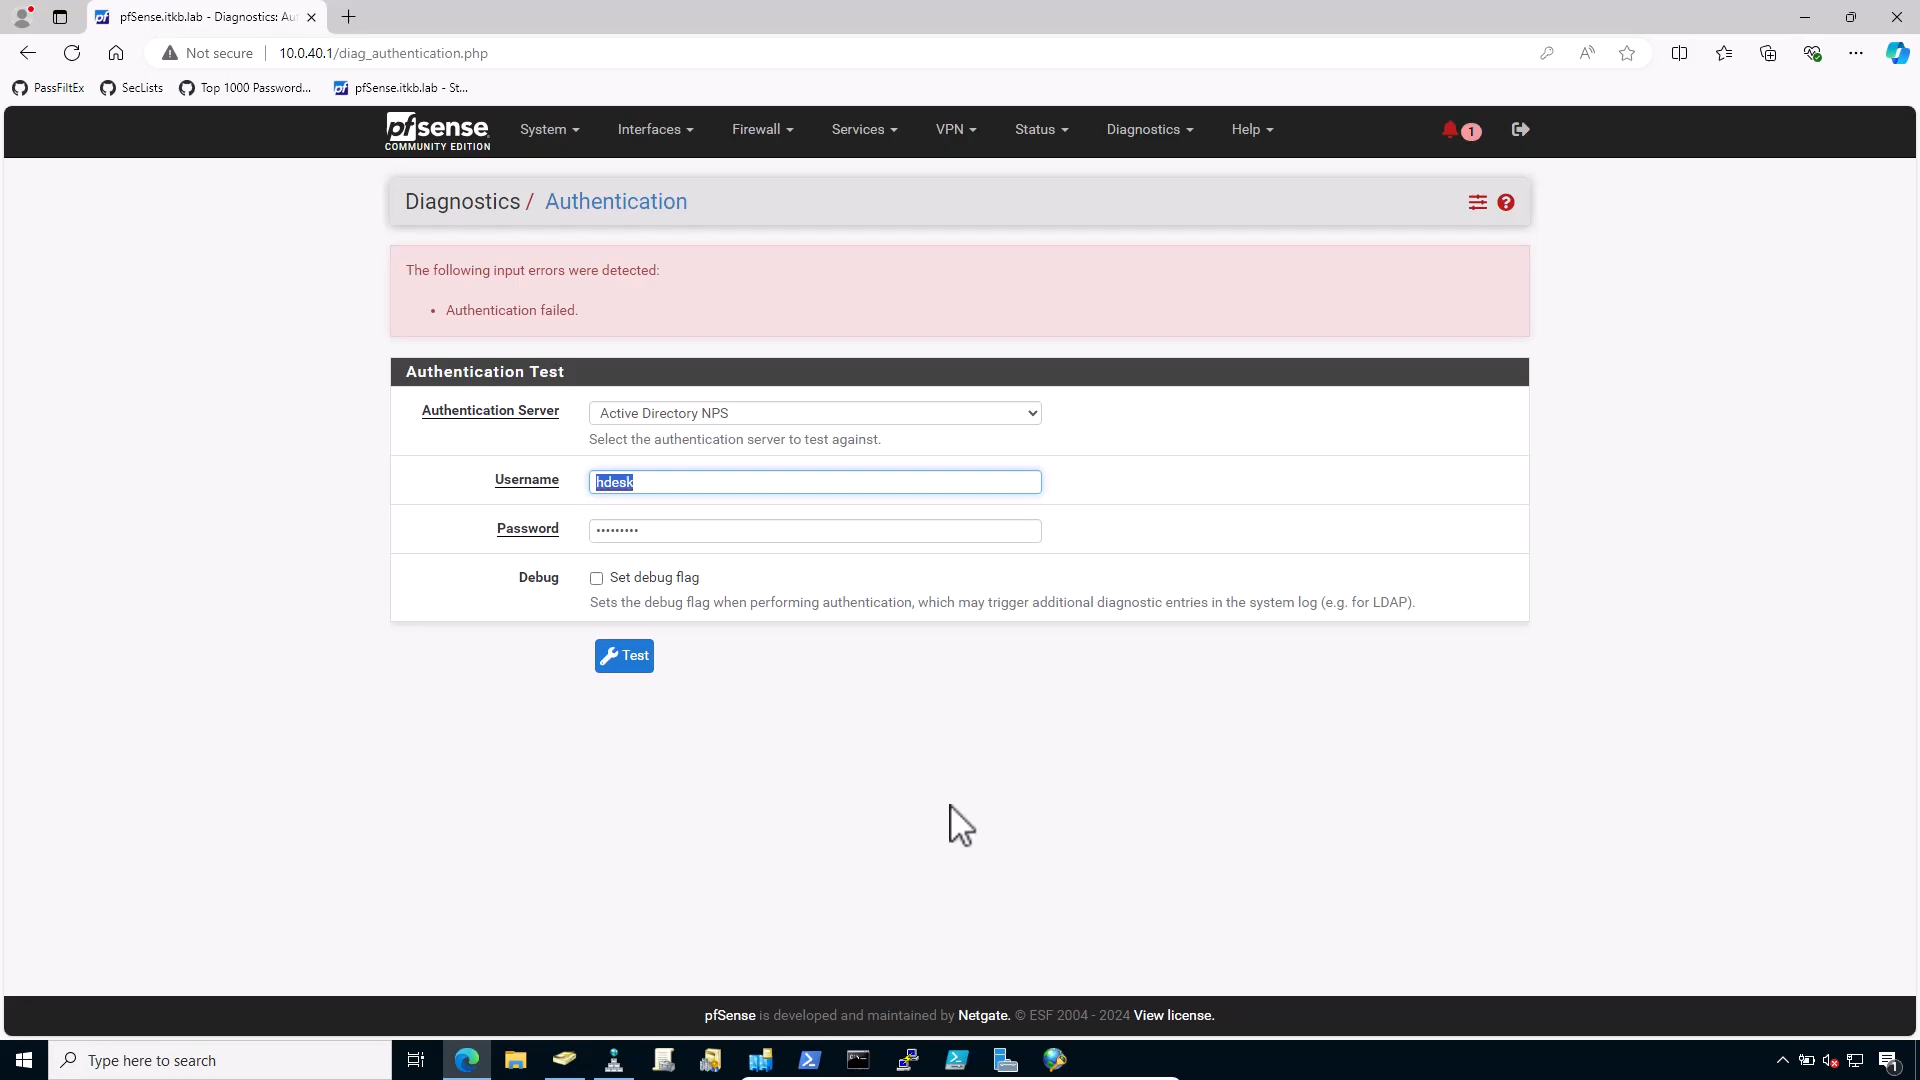 pfSense.itkb.lab - Diagnostics: Au
Not secure
10.0.40.1/diag_authentication.php
PassFiltEx
SecLists
Top 1000 Password...
pfSense.itkb.lab - St...
pfsense
COMMUNITY EDITION
System
Interfaces
Firewall
Services
VPN
Status
Diagnostics
Help
1
Diagnostics / Authentication
The following input errors were detected:
• Authentication failed.
Authentication Test
Authentication Server
Active Directory NPS
Select the authentication server to test against.
Username
hdesk
Password
•••••••••
Debug
Set debug flag
Sets the debug flag when performing authentication, which may trigger additional diagnostic entries in the system log (e.g. for LDAP).
Test
pfSense is developed and maintained by Netgate. © ESF 2004 - 2024 View license.
Type here to search
1